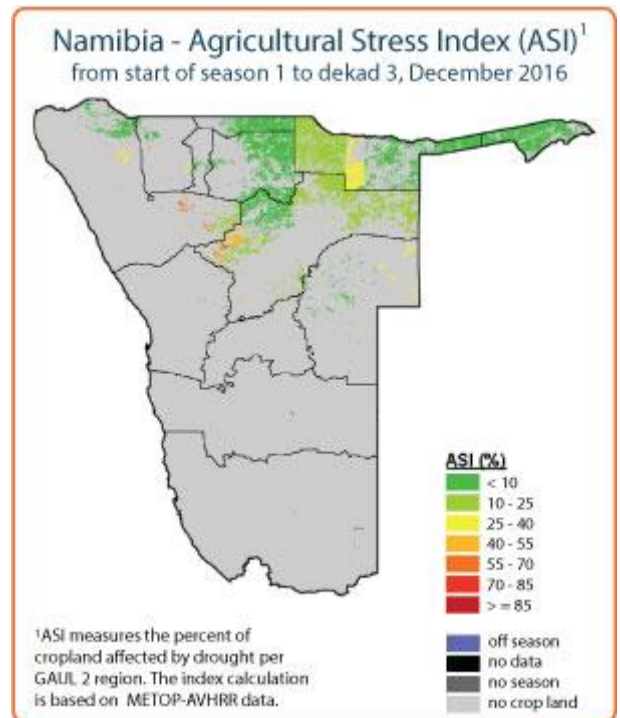 Namibia - Agricultural Stress Index (ASI)¹
from start of season 1 to dekad 3, December 2016
ASI (%)
< 10
10 - 25
25 - 40
40 - 55
55 - 70
70 - 85
> = 85
off season
no data
no season
no crop land
¹ASI measures the percent of
cropland affected by drought per
GAUL 2 region. The index calculation
is based on METOP-AVHRR data.